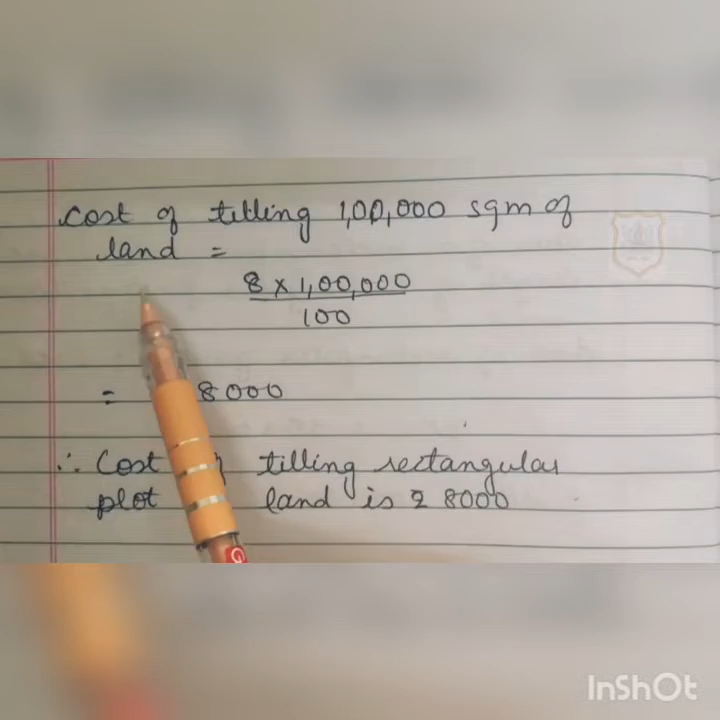 cost of tilling 1,00,000 sqm of
land =
8 × 1,00,000
100
= 8000
∴ Cost tilling rectangular
plot land is ₹ 8000
G
InShOt